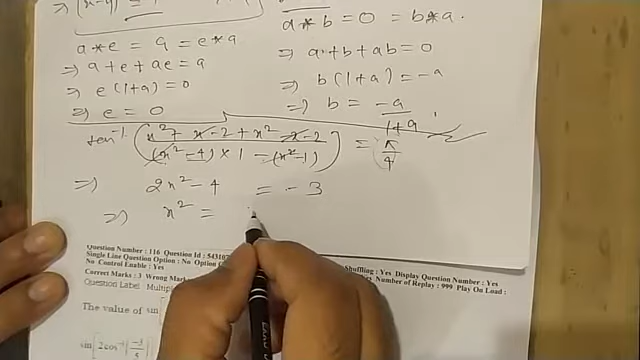 ⇒ (x-y) =
a * e = a = e * a
⇒ a + e + ae = a
⇒ e(1+a) = 0
⇒ e = 0
a * b = 0 = b * a.
⇒ a + b + ab = 0
⇒ b(1+a) = -a
⇒ b = -a / 1+a
tan⁻¹ ( x² + x - 2 + x² - x - 2 / (x² - 4) × 1 - (x² - 1) ) = π/4
⇒ 2x² - 4 = -3
⇒ x² =
Question Number : 116 Question Id :
Shuffling : Yes Display Question Number : Yes
Single Line Question Option : No Option
Number of Replay : 999 Play On Load :
No Control Enable : Yes
Correct Marks : 3 Wrong
Question Label :
The value of sin
sin [2cos⁻¹(